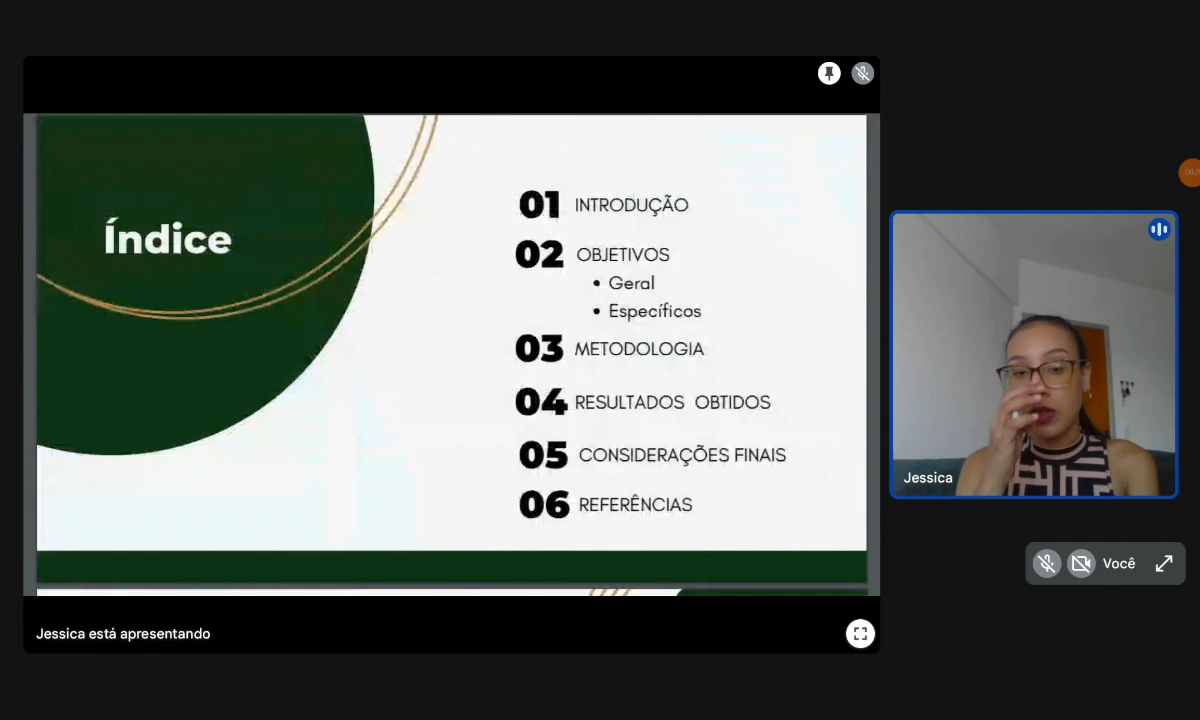 Índice
01 INTRODUÇÃO
02 OBJETIVOS
• Geral
• Específicos
03 METODOLOGIA
04 RESULTADOS OBTIDOS
05 CONSIDERAÇÕES FINAIS
06 REFERÊNCIAS
Jessica está apresentando
Jessica
Você